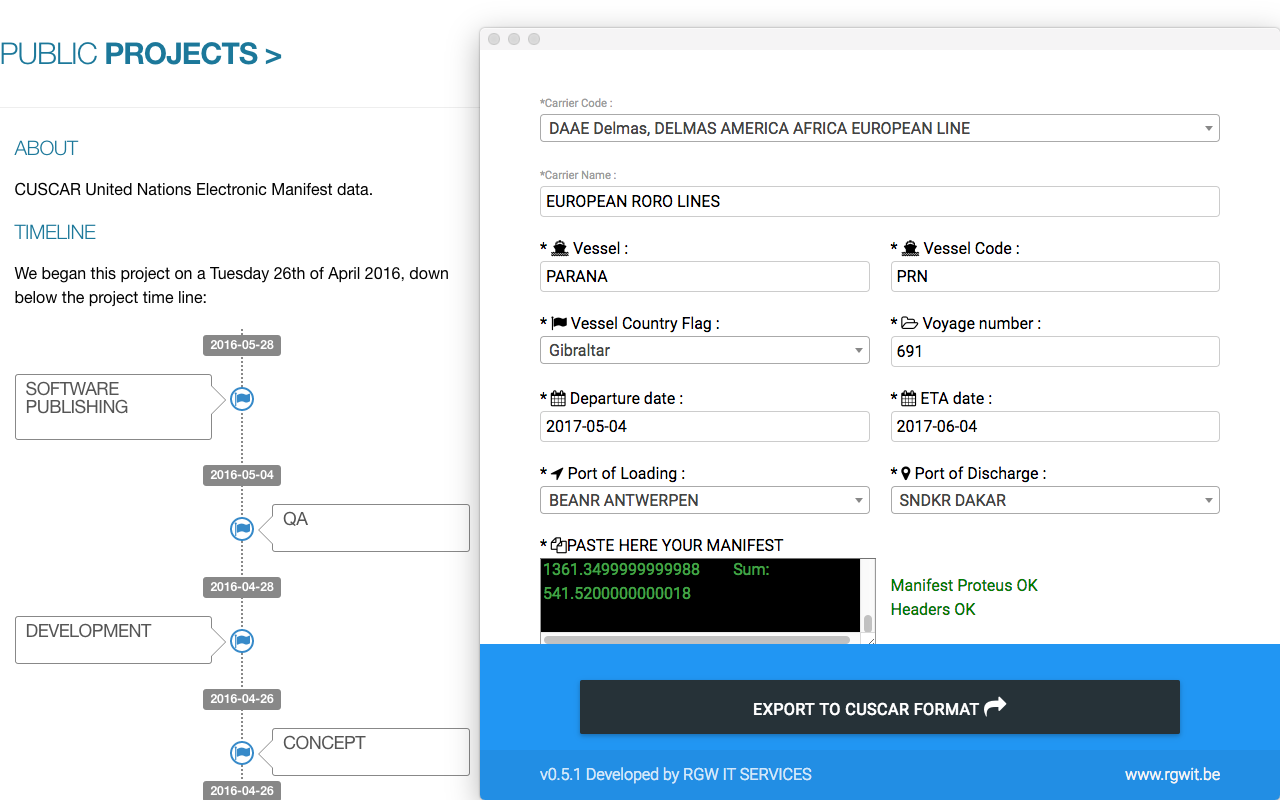 PUBLIC PROJECTS >
ABOUT
CUSCAR United Nations Electronic Manifest data.
TIMELINE
We began this project on a Tuesday 26th of April 2016, down
below the project time line:
2016-05-28
SOFTWARE
PUBLISHING
2016-05-04
QA
2016-04-28
DEVELOPMENT
2016-04-26
CONCEPT
2016-04-26
*Carrier Code :
DAAE Delmas, DELMAS AMERICA AFRICA EUROPEAN LINE
*Carrier Name :
EUROPEAN RORO LINES
* Vessel :
PARANA
* Vessel Code :
PRN
* Vessel Country Flag :
Gibraltar
* Voyage number :
691
* Departure date :
2017-05-04
* ETA date :
2017-06-04
* Port of Loading :
BEANR ANTWERPEN
* Port of Discharge :
SNDKR DAKAR
* PASTE HERE YOUR MANIFEST
1361.3499999999988 Sum:
541.5200000000018
Manifest Proteus OK
Headers OK
EXPORT TO CUSCAR FORMAT
v0.5.1 Developed by RGW IT SERVICES
www.rgwit.be